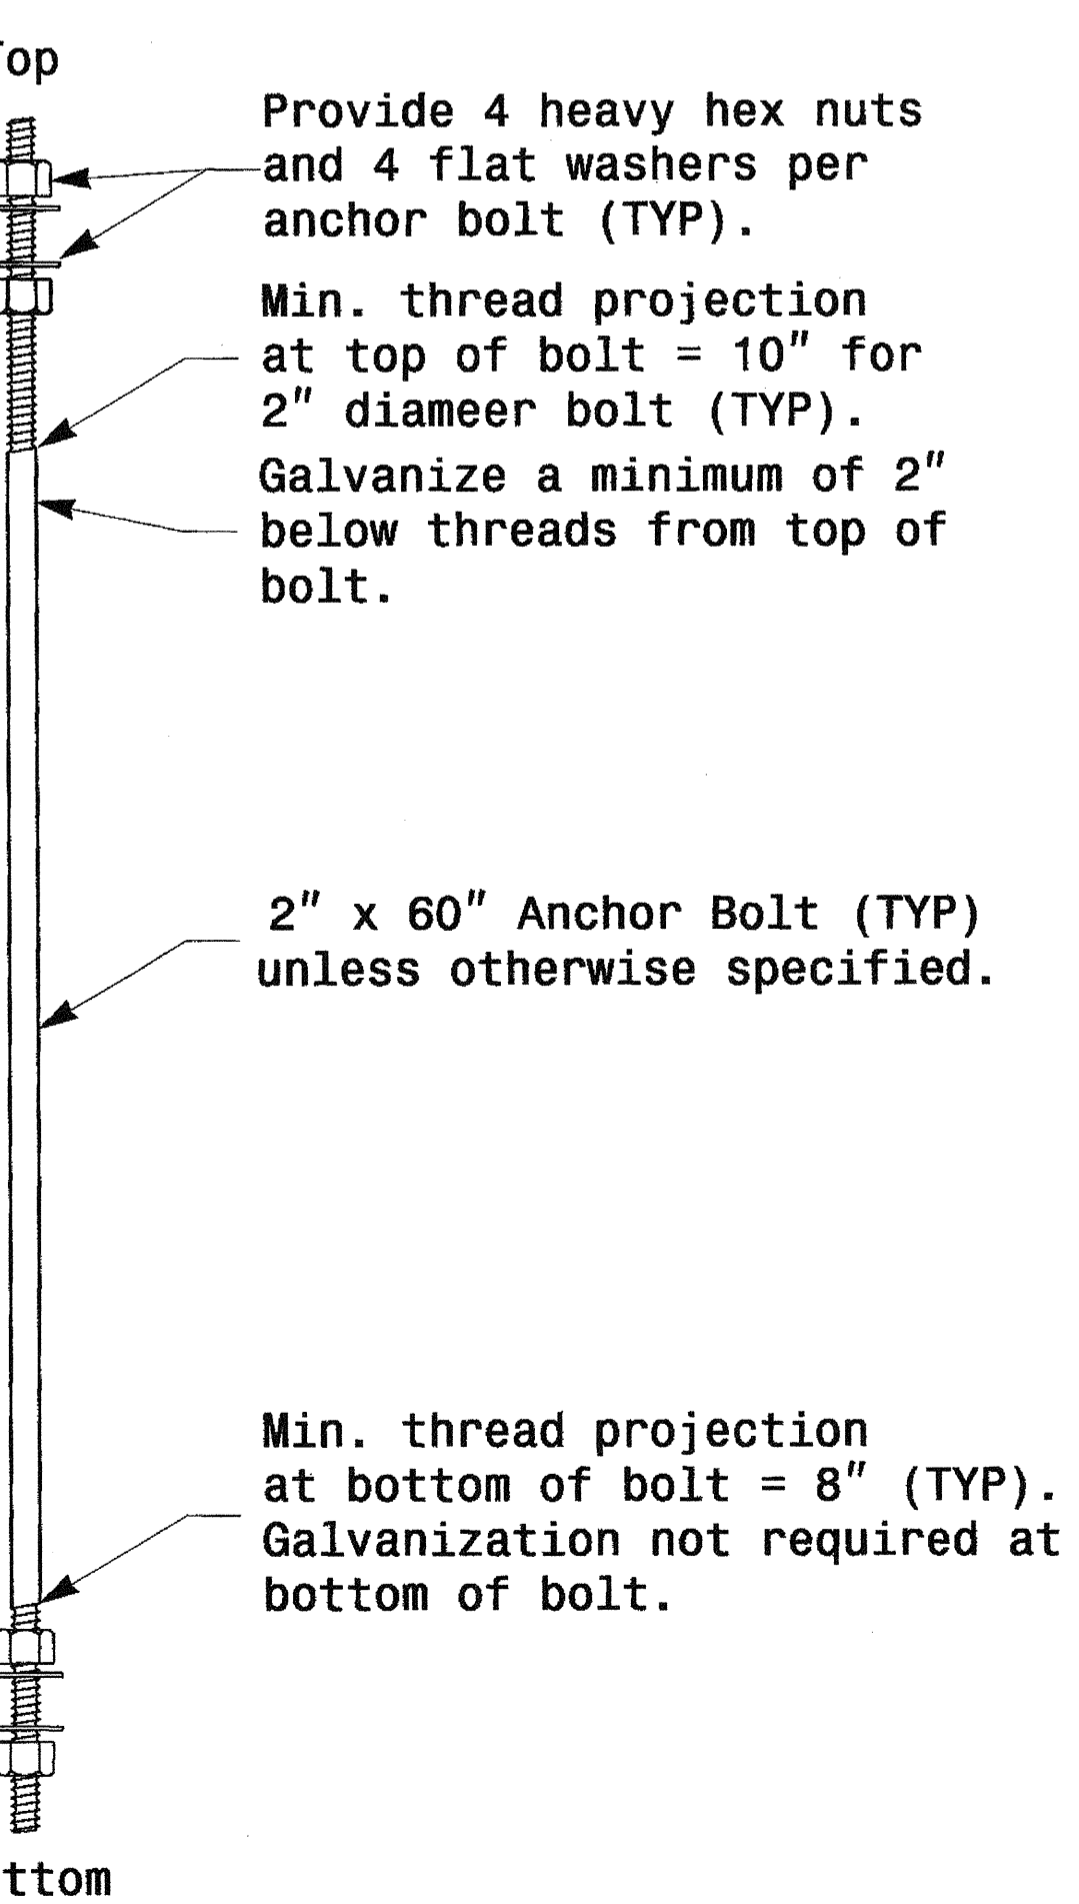 Top
Provide 4 heavy hex nuts
and 4 flat washers per
anchor bolt (TYP).
Min. thread projection
at top of bolt = 10" for
2" diameer bolt (TYP).
Galvanize a minimum of 2"
below threads from top of
bolt.
2" x 60" Anchor Bolt (TYP)
unless otherwise specified.
Min. thread projection
at bottom of bolt = 8" (TYP).
Galvanization not required at
bottom of bolt.
ttom